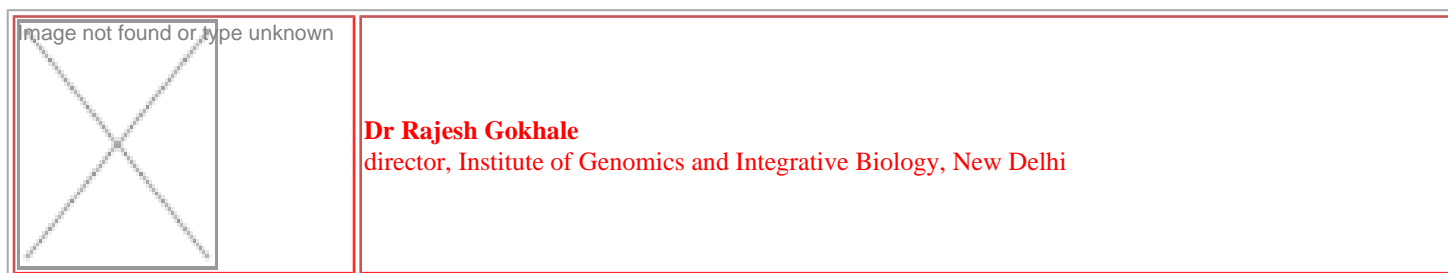 Image not found or type unknown
Dr Rajesh Gokhale
director, Institute of Genomics and Integrative Biology, New Delhi